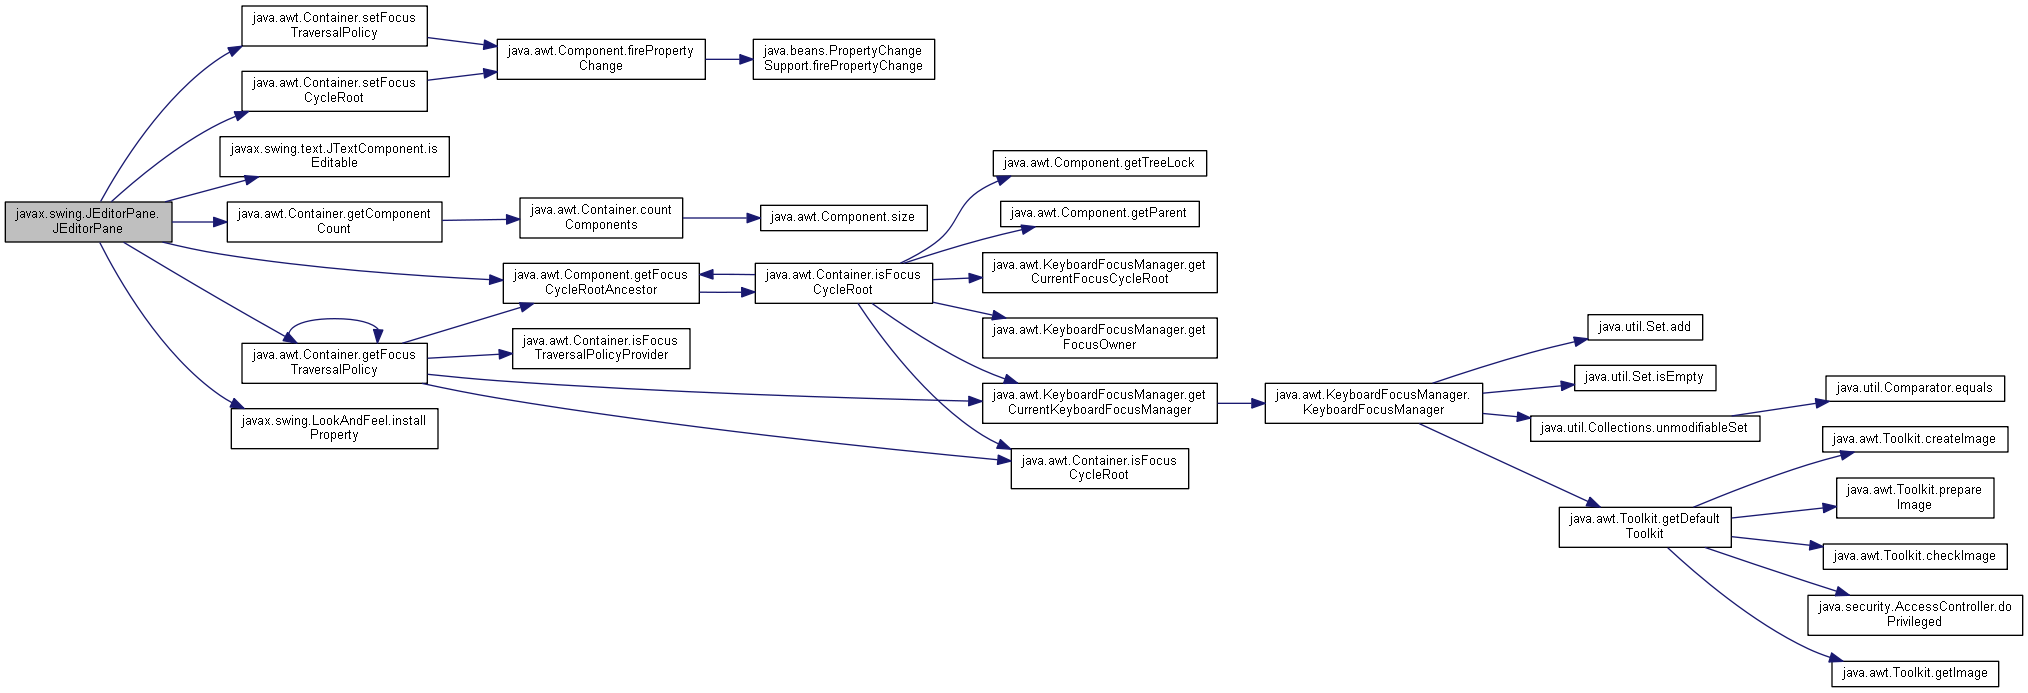 javax.swing.JEditorPane.
JEditorPane
java.awt.Container.setFocus
TraversalPolicy
java.awt.Container.setFocus
CycleRoot
javax.swing.text.JTextComponent.is
Editable
java.awt.Container.getComponent
Count
java.awt.Container.getFocus
TraversalPolicy
javax.swing.LookAndFeel.install
Property
java.awt.Component.fireProperty
Change
java.awt.Container.count
Components
java.awt.Component.getFocus
CycleRootAncestor
java.awt.Container.isFocus
TraversalPolicyProvider
java.beans.PropertyChange
Support.firePropertyChange
java.awt.Component.size
java.awt.Container.isFocus
CycleRoot
java.awt.Component.getTreeLock
java.awt.Component.getParent
java.awt.KeyboardFocusManager.get
CurrentFocusCycleRoot
java.awt.KeyboardFocusManager.get
FocusOwner
java.awt.KeyboardFocusManager.get
CurrentKeyboardFocusManager
java.awt.Container.isFocus
CycleRoot
java.awt.KeyboardFocusManager.
KeyboardFocusManager
java.util.Set.add
java.util.Set.isEmpty
java.util.Collections.unmodifiableSet
java.awt.Toolkit.getDefault
Toolkit
java.util.Comparator.equals
java.awt.Toolkit.createImage
java.awt.Toolkit.prepare
Image
java.awt.Toolkit.checkImage
java.security.AccessController.do
Privileged
java.awt.Toolkit.getImage